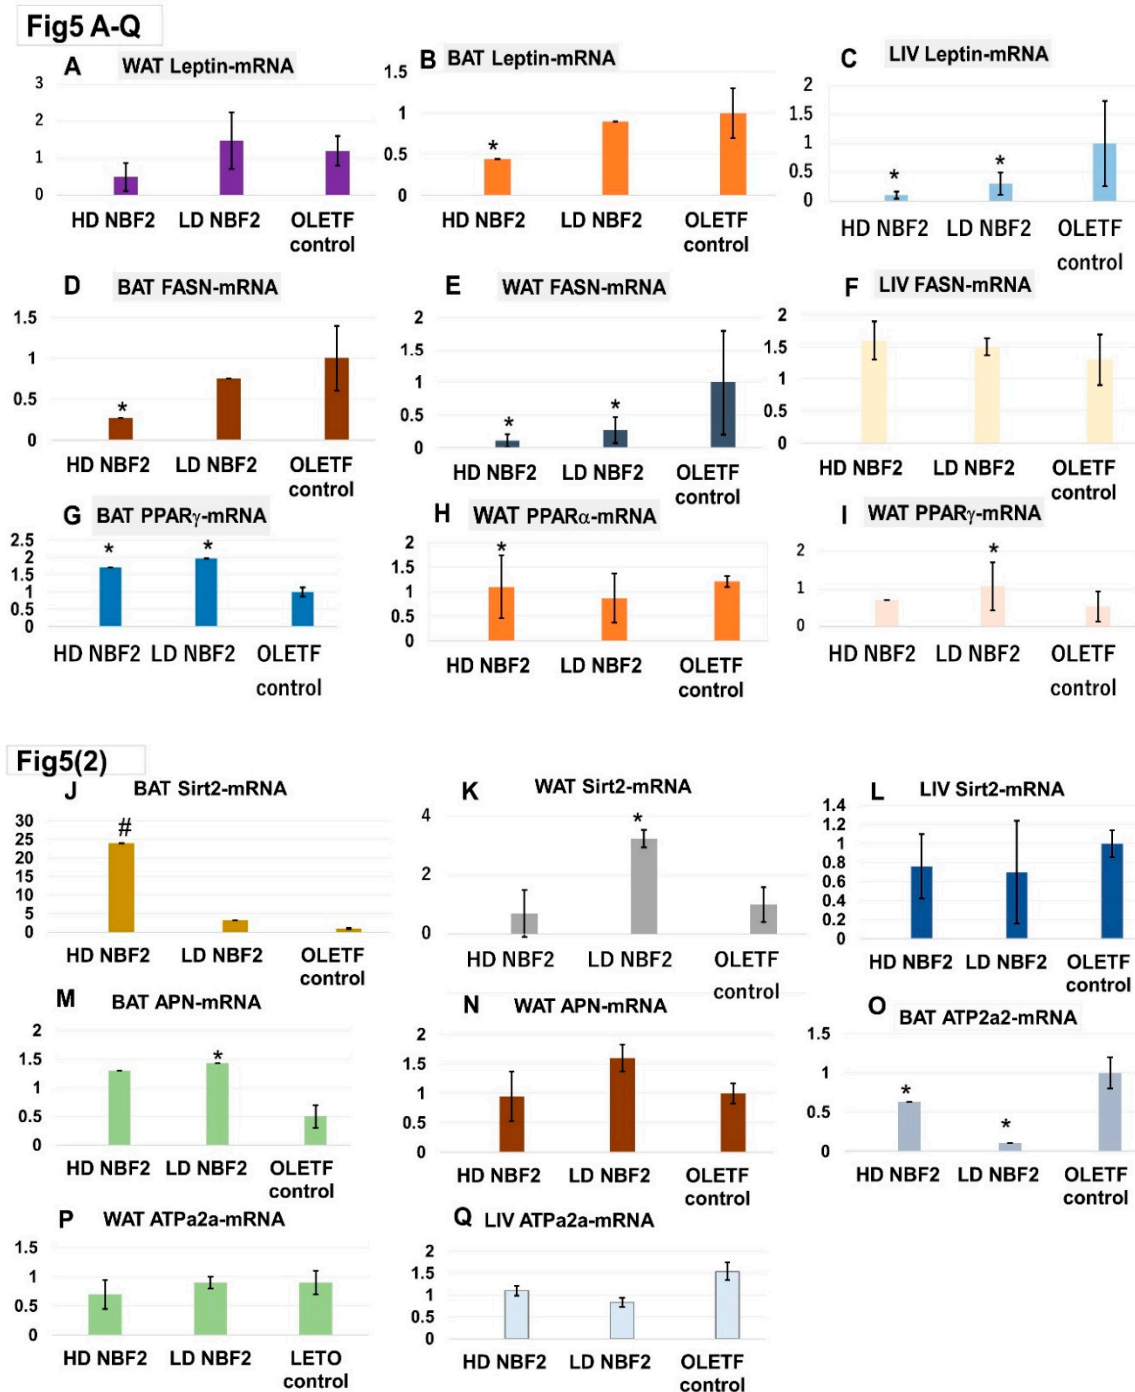 Fig5 A-Q
A WAT Leptin-mRNA
3
2
1
0
HD NBF2 LD NBF2 OLETF
control
B BAT Leptin-mRNA
1.5
1
0.5
0
*
HD NBF2 LD NBF2 OLETF
control
C LIV Leptin-mRNA
2
1.5
1
0.5
0
* *
HD NBF2 LD NBF2 OLETF
control
D BAT FASN-mRNA
1.5
1
0.5
0
*
HD NBF2 LD NBF2 OLETF
control
E WAT FASN-mRNA
2
1.5
1
0.5
0
* *
HD NBF2 LD NBF2 OLETF
control
F LIV FASN-mRNA
2
1.5
1
0.5
0
HD NBF2 LD NBF2 OLETF
control
G BAT PPARγ-mRNA
2.5
2
1.5
1
0.5
0
* *
HD NBF2 LD NBF2 OLETF
control
H WAT PPARα-mRNA
2
1.5
1
0.5
0
*
HD NBF2 LD NBF2 OLETF
control
I WAT PPARγ-mRNA
2
1
0
*
HD NBF2 LD NBF2 OLETF
control
Fig5(2)
J BAT Sirt2-mRNA
30
25
20
15
10
5
0
#
HD NBF2 LD NBF2 OLETF
control
K WAT Sirt2-mRNA
4
2
0
*
HD NBF2 LD NBF2 OLETF
control
L LIV Sirt2-mRNA
1.4
1.2
1
0.8
0.6
0.4
0.2
0
HD NBF2 LD NBF2 OLETF
control
M BAT APN-mRNA
2
1.5
1
0.5
0
*
HD NBF2 LD NBF2 OLETF
control
N WAT APN-mRNA
2
1.5
1
0.5
0
HD NBF2 LD NBF2 OLETF
control
O BAT ATP2a2-mRNA
1.5
1
0.5
0
* *
HD NBF2 LD NBF2 OLETF
control
P WAT ATPa2a-mRNA
1.5
1
0.5
0
HD NBF2 LD NBF2 LETO
control
Q LIV ATPa2a-mRNA
2
1.5
1
0.5
0
HD NBF2 LD NBF2 OLETF
control